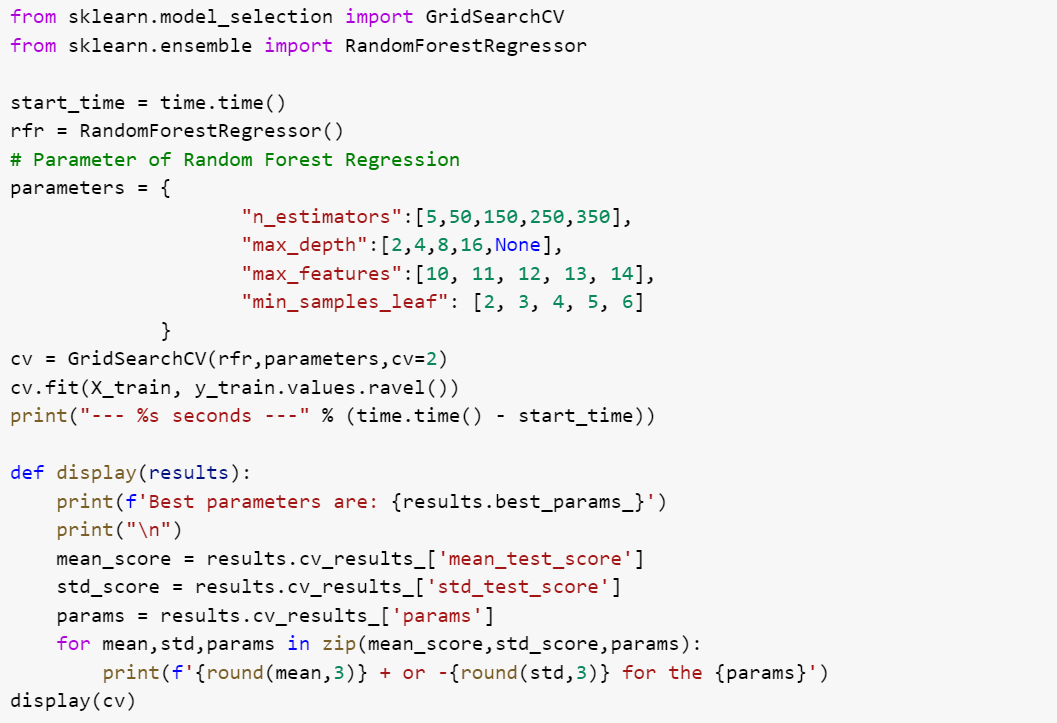 from sklearn.model_selection import GridSearchCV
from sklearn.ensemble import RandomForestRegressor

start_time = time.time()
rfr = RandomForestRegressor()
# Parameter of Random Forest Regression
parameters = {
                    "n_estimators":[5,50,150,250,350],
                    "max_depth":[2,4,8,16,None],
                    "max_features":[10, 11, 12, 13, 14],
                    "min_samples_leaf": [2, 3, 4, 5, 6]
             }
cv = GridSearchCV(rfr,parameters,cv=2)
cv.fit(X_train, y_train.values.ravel())
print("--- %s seconds ---" % (time.time() - start_time))

def display(results):
    print(f'Best parameters are: {results.best_params_}')
    print("\n")
    mean_score = results.cv_results_['mean_test_score']
    std_score = results.cv_results_['std_test_score']
    params = results.cv_results_['params']
    for mean,std,params in zip(mean_score,std_score,params):
        print(f'{round(mean,3)} + or -{round(std,3)} for the {params}')
display(cv)